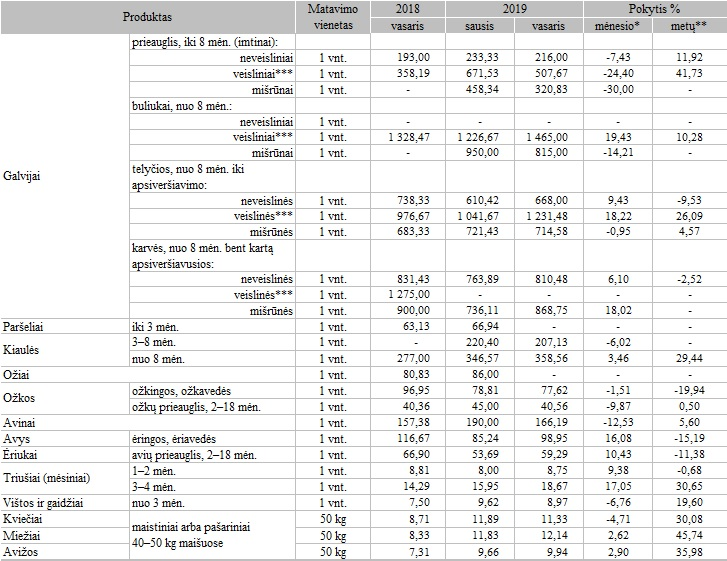 Produktas Matavimo vienetas 2018 2019 Pokytis %
vasaris sausis vasaris mėnesio* metų**
Galvijai
prieauglis, iki 8 mėn. (imtinai):
neveisliniai 1 vnt. 193,00 233,33 216,00 -7,43 11,92
veisliniai*** 1 vnt. 358,19 671,53 507,67 -24,40 41,73
mišrūnai 1 vnt. - 458,34 320,83 -30,00 -
buliukai, nuo 8 mėn.:
neveisliniai 1 vnt. - - - - -
veisliniai*** 1 vnt. 1 328,47 1 226,67 1 465,00 19,43 10,28
mišrūnai 1 vnt. - 950,00 815,00 -14,21 -
telyčios, nuo 8 mėn. iki
apsiveršiavimo:
neveislinės 1 vnt. 738,33 610,42 668,00 9,43 -9,53
veislinės*** 1 vnt. 976,67 1 041,67 1 231,48 18,22 26,09
mišrūnės 1 vnt. 683,33 721,43 714,58 -0,95 4,57
karvės, nuo 8 mėn. bent kartą
apsiveršiavusios:
neveislinės 1 vnt. 831,43 763,89 810,48 6,10 -2,52
veislinės*** 1 vnt. 1 275,00 - - - -
mišrūnės 1 vnt. 900,00 736,11 868,75 18,02 -
Paršeliai iki 3 mėn. 1 vnt. 63,13 66,94 - - -
Kiaulės 3–8 mėn. 1 vnt. - 220,40 207,13 -6,02 -
nuo 8 mėn. 1 vnt. 277,00 346,57 358,56 3,46 29,44
Ožiai 1 vnt. 80,83 86,00 - - -
Ožkos ožkingos, ožkavedės 1 vnt. 96,95 78,81 77,62 -1,51 -19,94
ožkų prieauglis, 2–18 mėn. 1 vnt. 40,36 45,00 40,56 -9,87 0,50
Avinai 1 vnt. 157,38 190,00 166,19 -12,53 5,60
Avys ėringos, ėriavedės 1 vnt. 116,67 85,24 98,95 16,08 -15,19
Ėriukai avių prieauglis, 2–18 mėn. 1 vnt. 66,90 53,69 59,29 10,43 -11,38
Triušiai (mėsiniai) 1–2 mėn. 1 vnt. 8,81 8,00 8,75 9,38 -0,68
3–4 mėn. 1 vnt. 14,29 15,95 18,67 17,05 30,65
Vištos ir gaidžiai nuo 3 mėn. 1 vnt. 7,50 9,62 8,97 -6,76 19,60
Kviečiai maistiniai arba pašariniai 40–50 kg maišuose 50 kg 8,71 11,89 11,33 -4,71 30,08
Miežiai 50 kg 8,33 11,83 12,14 2,62 45,74
Avižos 50 kg 7,31 9,66 9,94 2,90 35,98